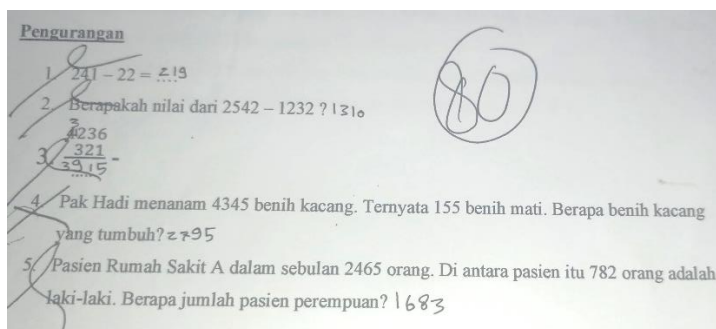 Pengurangan
80
1. 241 – 22 = 219
2. Berapakah nilai dari 2542 – 1232 ? 1310
3
4236
3. 321 –
3915
4. Pak Hadi menanam 4345 benih kacang. Ternyata 155 benih mati. Berapa benih kacang
yang tumbuh? 2795
5. Pasien Rumah Sakit A dalam sebulan 2465 orang. Di antara pasien itu 782 orang adalah
laki-laki. Berapa jumlah pasien perempuan? 1683